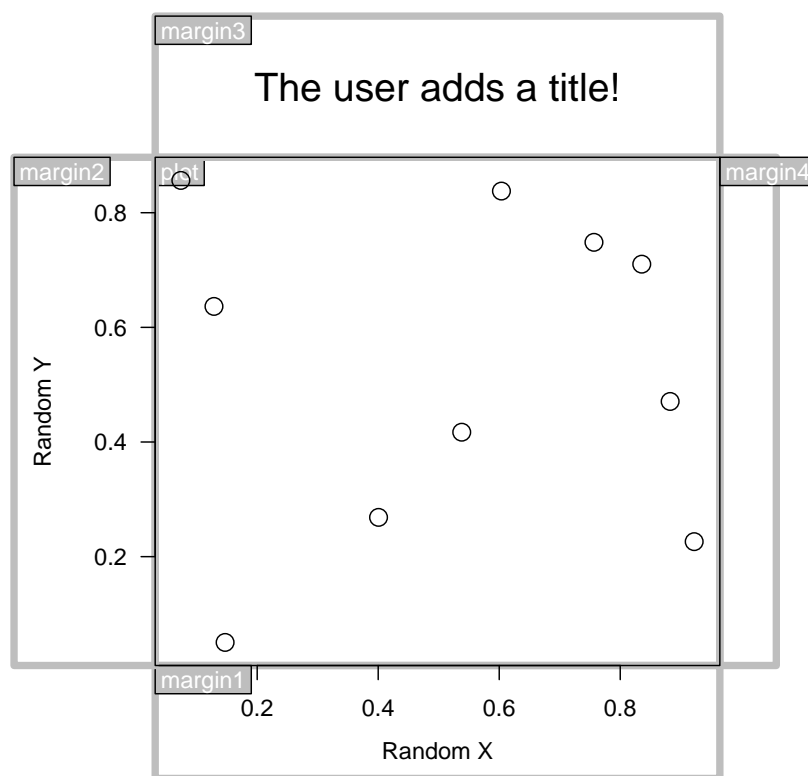 margin3
The user adds a title!
margin2
plot
margin4
0.8
0.6
0.4
0.2
Random Y
margin1
0.2 0.4 0.6 0.8
Random X